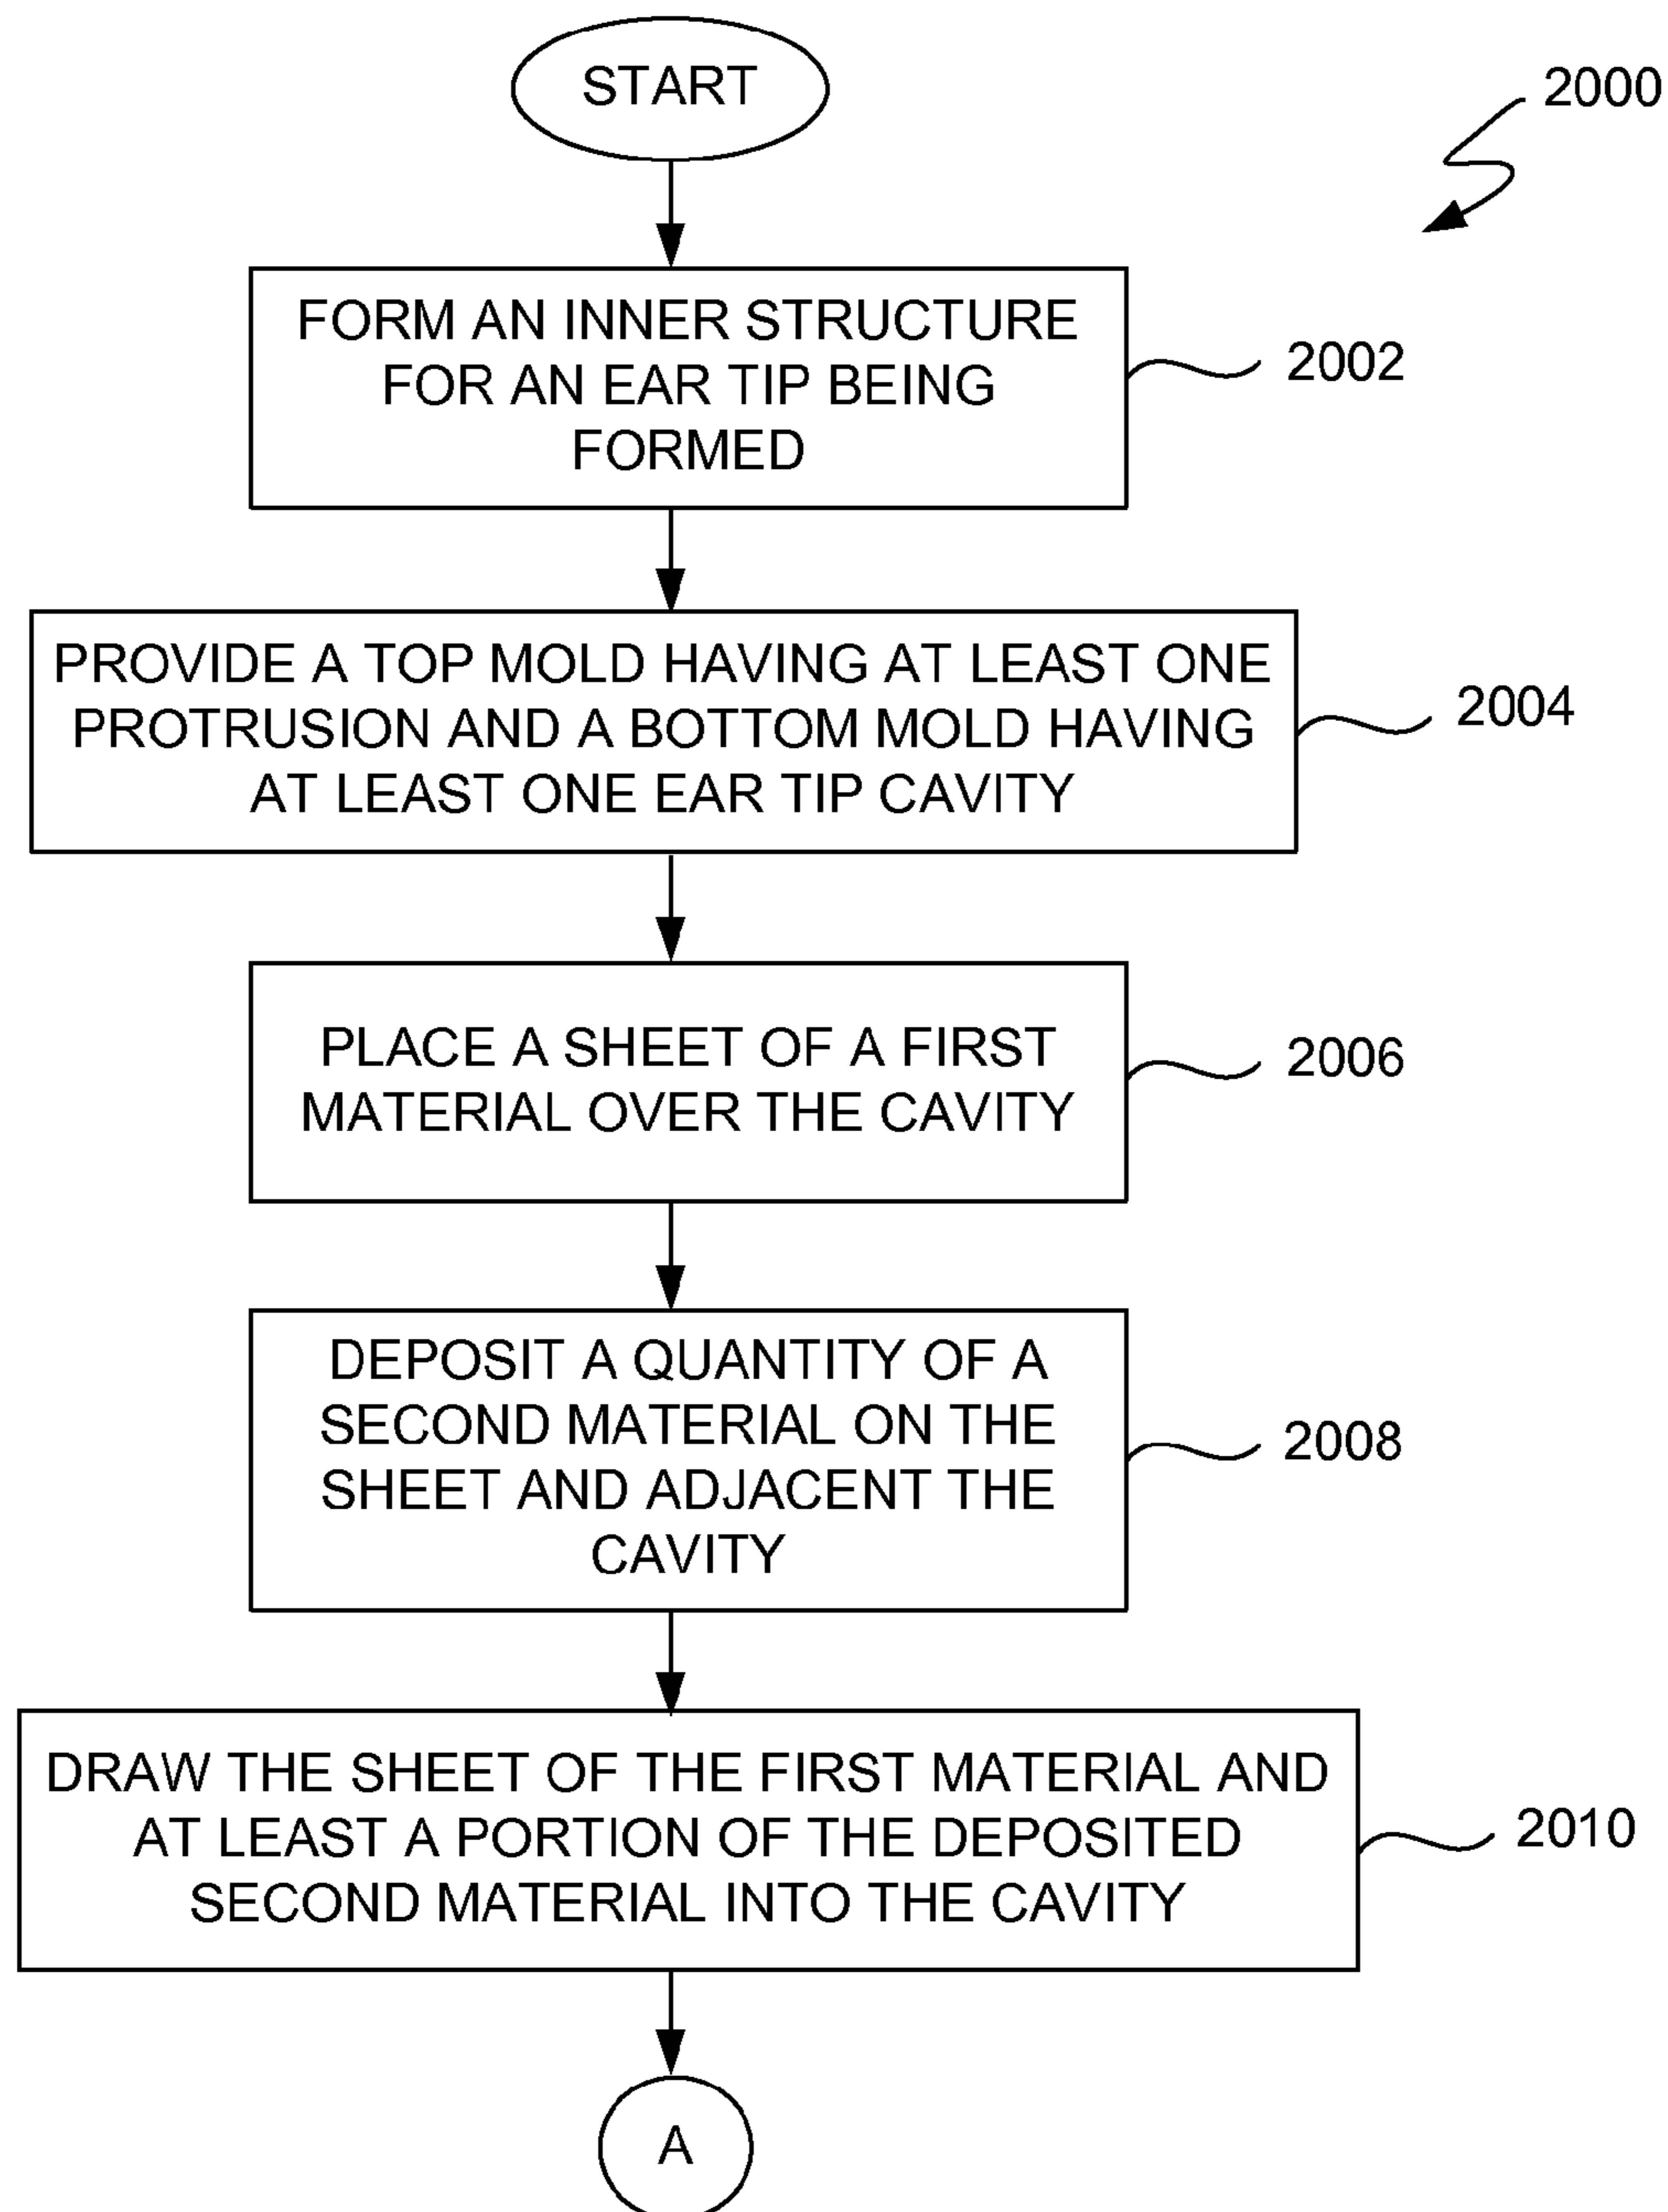 START
2000
FORM AN INNER STRUCTURE
FOR AN EAR TIP BEING
FORMED
2002
PROVIDE A TOP MOLD HAVING AT LEAST ONE
PROTRUSION AND A BOTTOM MOLD HAVING
AT LEAST ONE EAR TIP CAVITY
2004
PLACE A SHEET OF A FIRST
MATERIAL OVER THE CAVITY
2006
DEPOSIT A QUANTITY OF A
SECOND MATERIAL ON THE
SHEET AND ADJACENT THE
CAVITY
2008
DRAW THE SHEET OF THE FIRST MATERIAL AND
AT LEAST A PORTION OF THE DEPOSITED
SECOND MATERIAL INTO THE CAVITY
2010
A